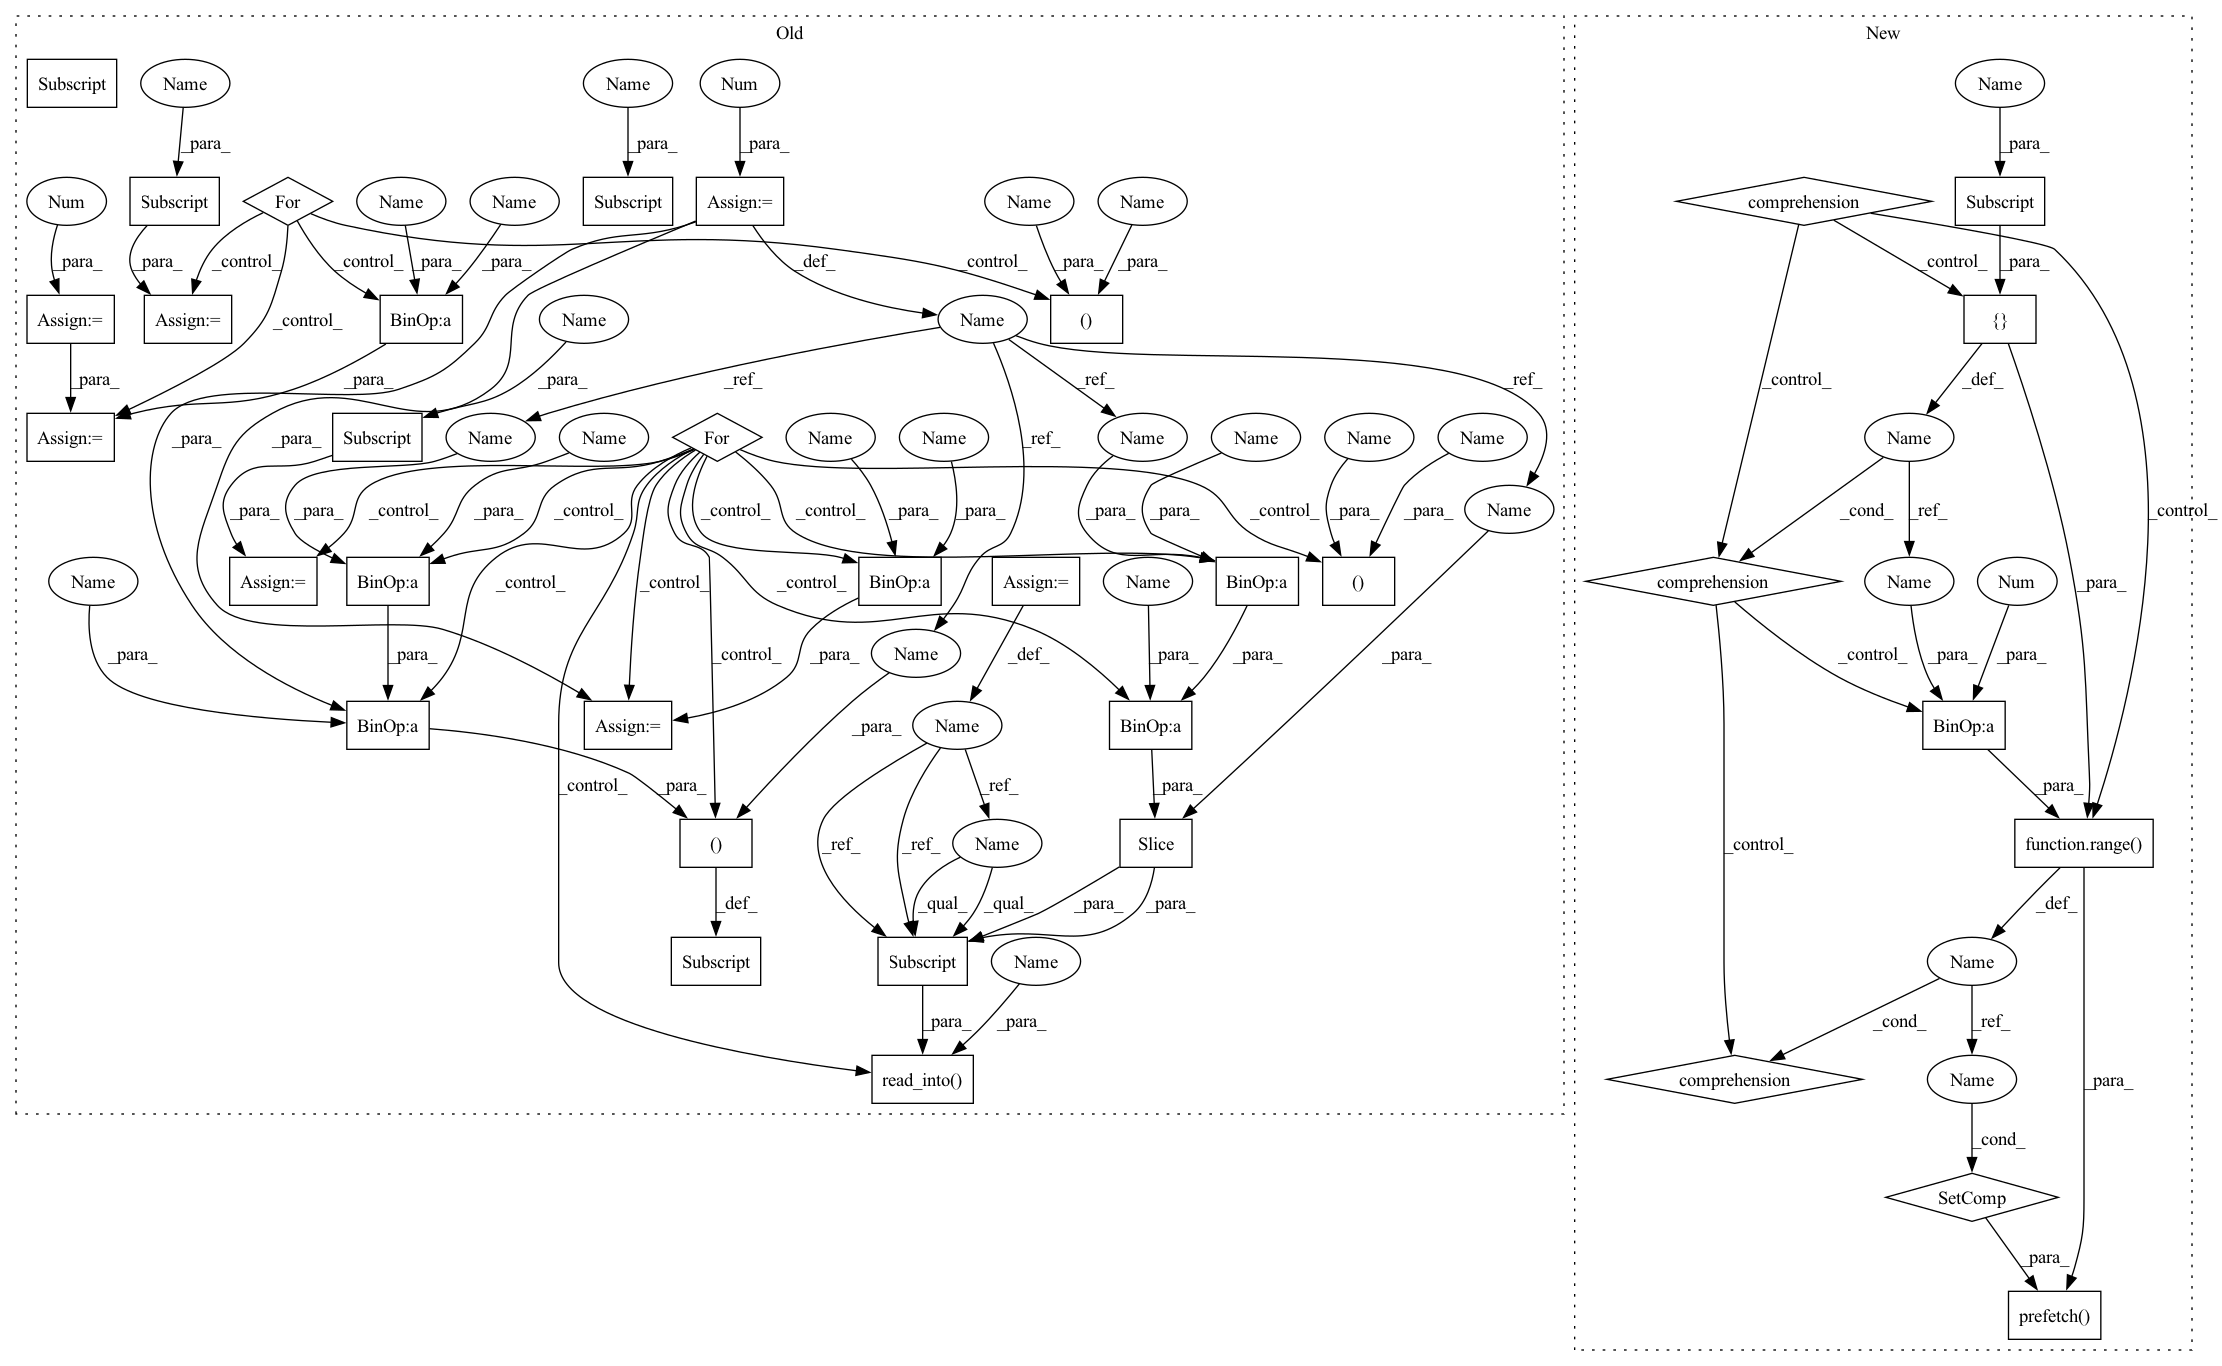 Old New
Subscript Name Name Num Name
_para_ _para_ _para_ _para_
Num Subscript For Name Name Subscript Assign:= Name Name comprehension Subscript
_para_ _para_ _control_ _control_ _para_ _para_ _def_ _control_ _para_ _para_ _control_ _para_
Assign:= Assign:= BinOp:a Name Name () {}
_control_
_para_ _para_ _para_ _ref_ _ref_ _ref_ _control_ _def_
Assign:= Subscript Name Name For Name Name Name Name Name Name Name
_para_ _para_ _ref_
Name
_para_ _para_ _control_ _para_ _control_ _control_ _para_ _para_ _control_ _para_ _para_ _control_ _para_ _para_ _cond_ _ref_ _control_
Name Assign:= BinOp:a BinOp:a Assign:= Name BinOp:a () comprehension Name Num
_control_ _control_ _control_ _para_
_para_ _para_ _control_ _para_ Name _def_ _para_ _para_ _para_ _control_ _para_ _para_
BinOp:a Assign:= Name BinOp:a BinOp:a
_para_
_control_ _para_ _ref_ _para_ _para_
() _ref_ _ref_ Name Slice _control_ function.range()
_def_ _qual_ _qual_ _para_ _para_ _def_
Subscript Subscript Name Name
_para_ _para_ _cond_ _ref_
read_into() comprehension Name _para_
_cond_
SetComp
_para_
prefetch()